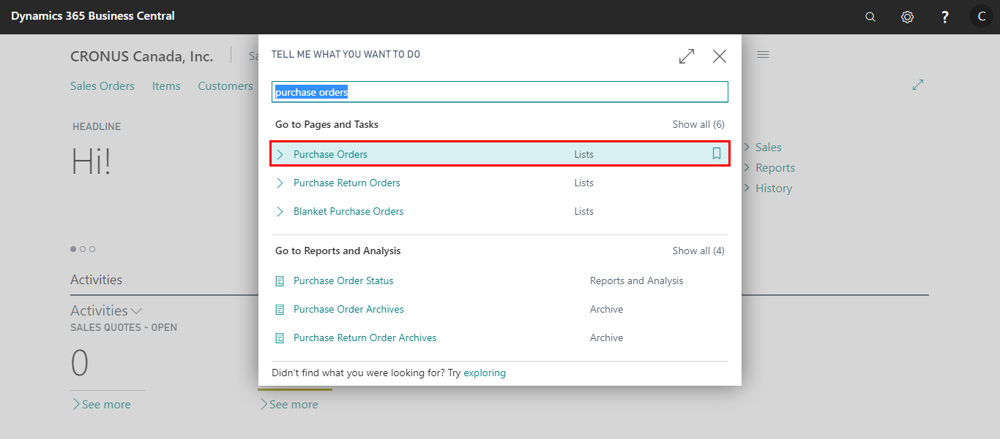 Dynamics 365 Business Central
?
C
CRONUS Canada, Inc.
Sa
Sales Orders Items Customers
HEADLINE
Hi!
Activities
Activities
SALES QUOTES - OPEN
0
See more
See more
TELL ME WHAT YOU WANT TO DO
purchase orders
Go to Pages and Tasks Show all (6)
Purchase Orders Lists
Purchase Return Orders Lists
Blanket Purchase Orders Lists
Go to Reports and Analysis Show all (4)
Purchase Order Status Reports and Analysis
Purchase Order Archives Archive
Purchase Return Order Archives Archive
Didn't find what you were looking for? Try exploring
Sales
Reports
History